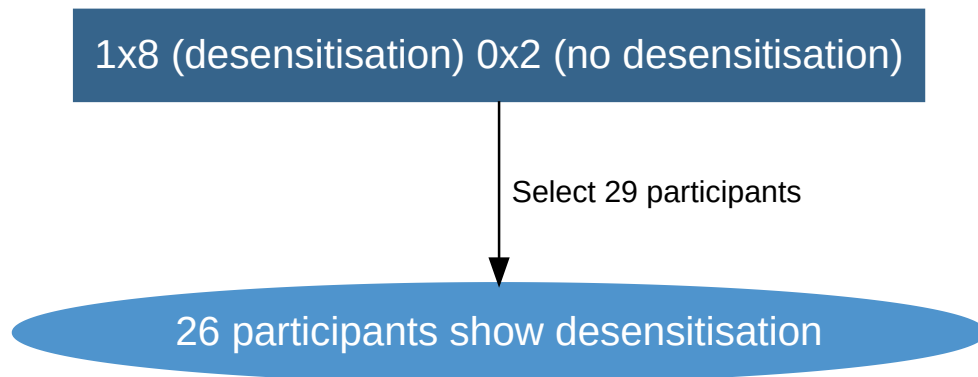 1x8 (desensitisation) 0x2 (no desensitisation)
Select 29 participants
26 participants show desensitisation